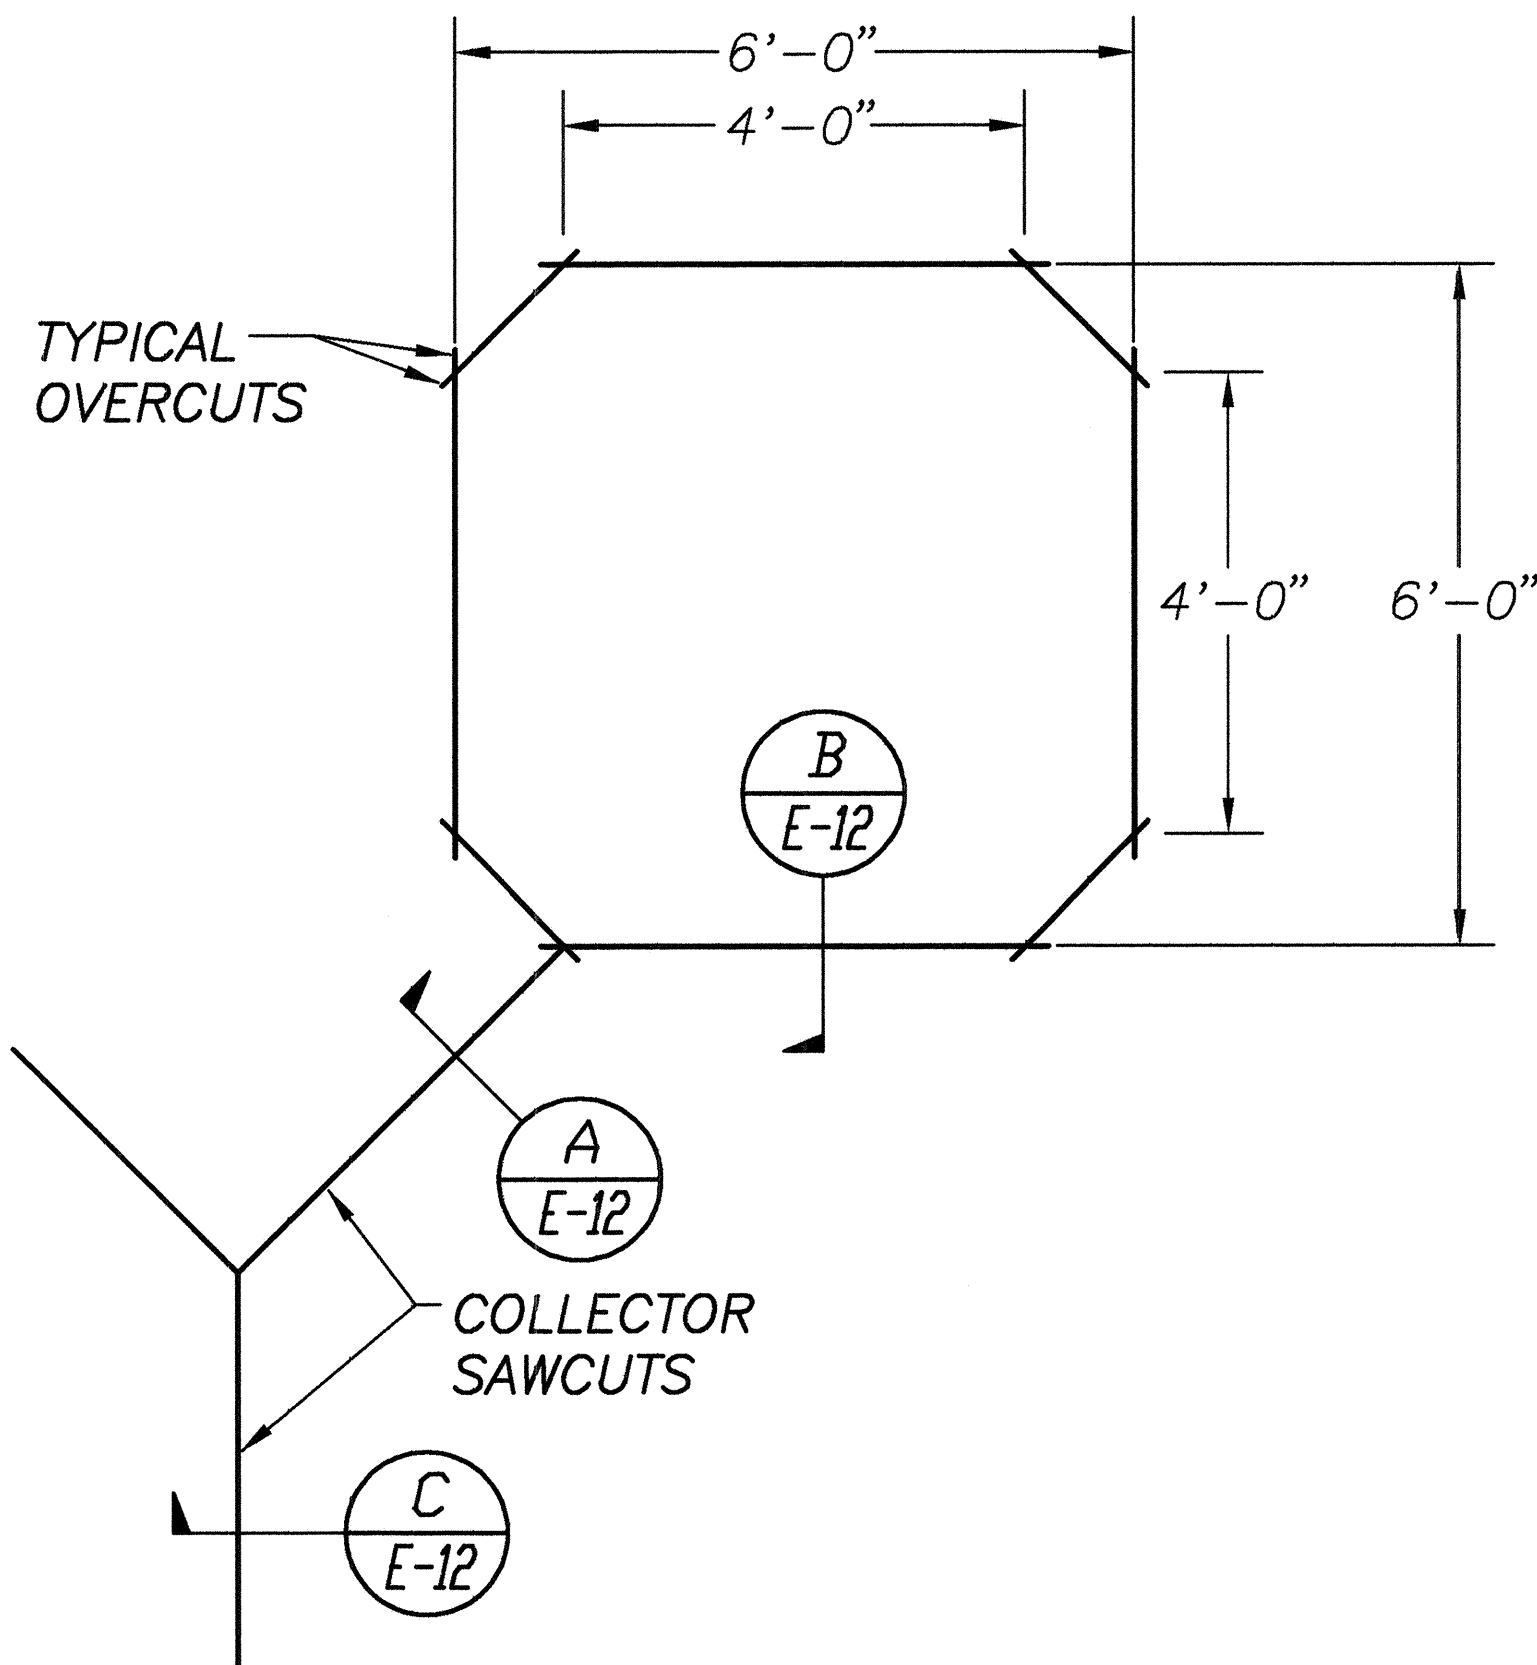 6'-0"
4'-0"
TYPICAL
OVERCUTS
4'-0"
6'-0"
B
E-12
A
E-12
COLLECTOR
SAWCUTS
C
E-12